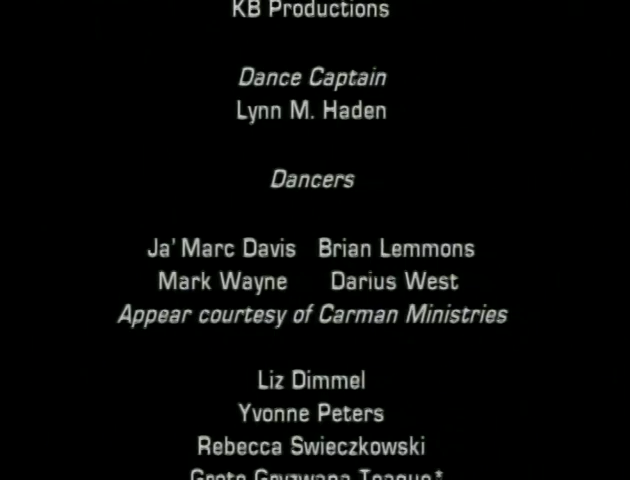 KB Productions
Dance Captain
Lynn M. Haden
Dancers
Ja' Marc Davis Brian Lemmons
Mark Wayne Darius West
Appear courtesy of Carman Ministries
Liz Dimmel
Yvonne Peters
Rebecca Swieczkowski